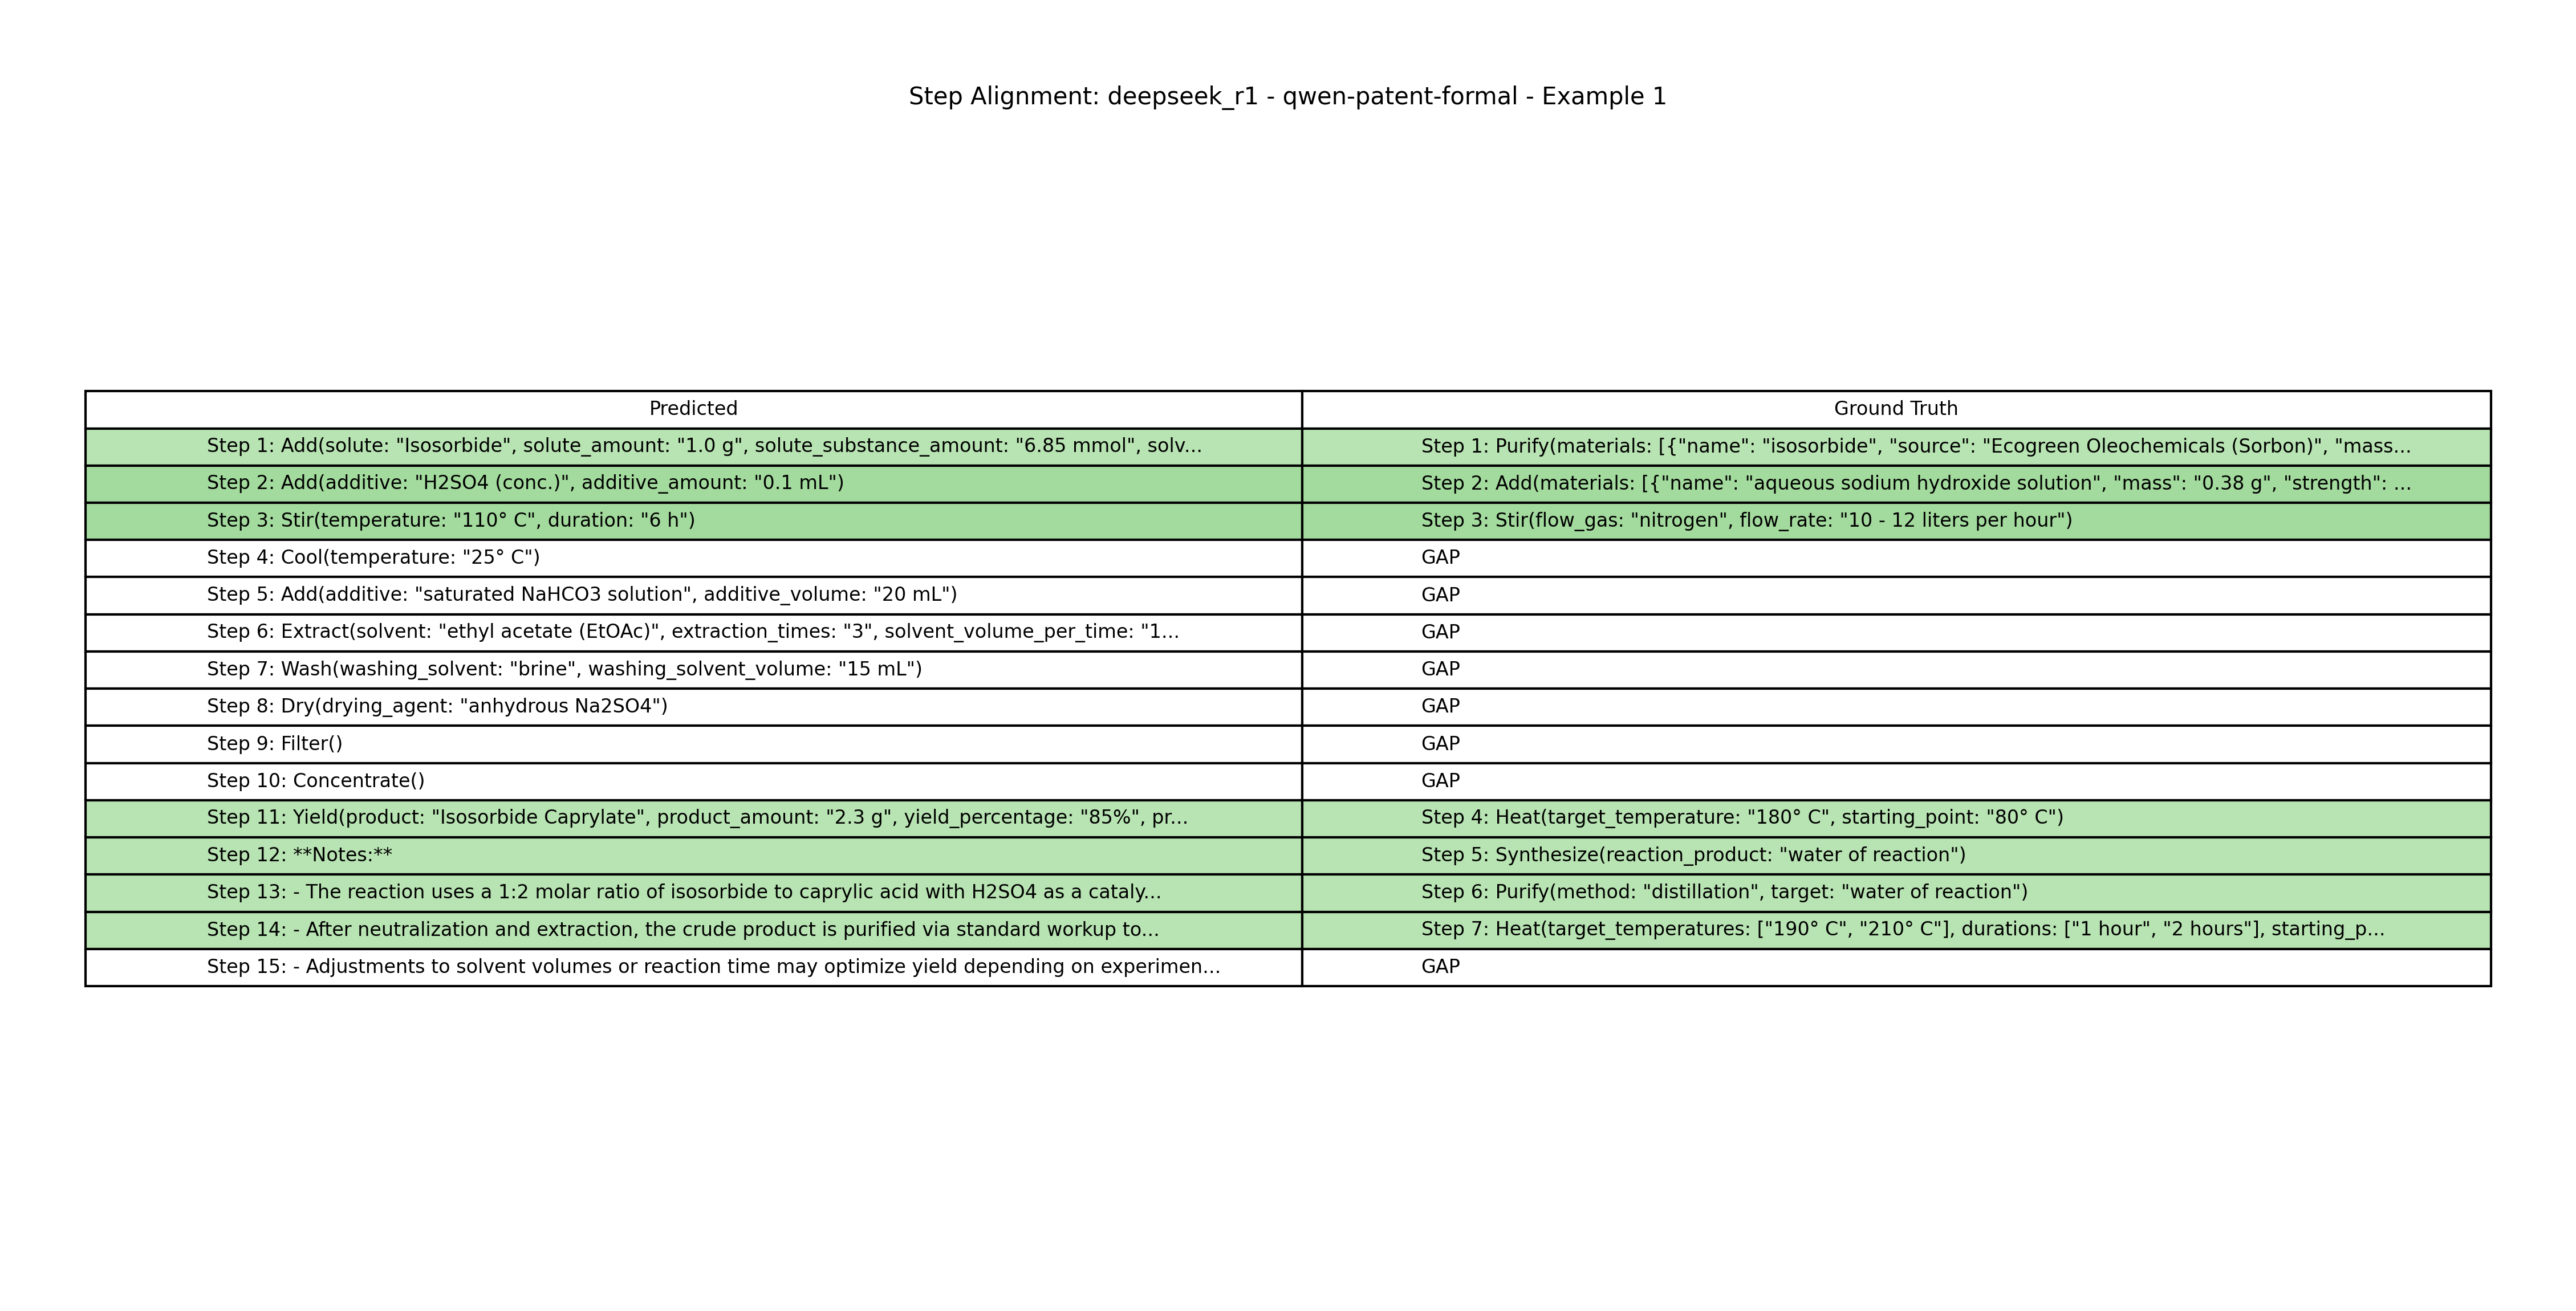 Step Alignment: deepseek_r1 - qwen-patent-formal - Example 1
Predicted Ground Truth
Step 1: Add(solute: "Isosorbide", solute_amount: "1.0 g", solute_substance_amount: "6.85 mmol", solv... Step 1: Purify(materials: [{"name": "isosorbide", "source": "Ecogreen Oleochemicals (Sorbon)", "mass...
Step 2: Add(additive: "H2SO4 (conc.)", additive_amount: "0.1 mL") Step 2: Add(materials: [{"name": "aqueous sodium hydroxide solution", "mass": "0.38 g", "strength": ...
Step 3: Stir(temperature: "110° C", duration: "6 h") Step 3: Stir(flow_gas: "nitrogen", flow_rate: "10 - 12 liters per hour")
Step 4: Cool(temperature: "25° C") GAP
Step 5: Add(additive: "saturated NaHCO3 solution", additive_volume: "20 mL") GAP
Step 6: Extract(solvent: "ethyl acetate (EtOAc)", extraction_times: "3", solvent_volume_per_time: "1... GAP
Step 7: Wash(washing_solvent: "brine", washing_solvent_volume: "15 mL") GAP
Step 8: Dry(drying_agent: "anhydrous Na2SO4") GAP
Step 9: Filter() GAP
Step 10: Concentrate() GAP
Step 11: Yield(product: "Isosorbide Caprylate", product_amount: "2.3 g", yield_percentage: "85%", pr... Step 4: Heat(target_temperature: "180° C", starting_point: "80° C")
Step 12: **Notes:** Step 5: Synthesize(reaction_product: "water of reaction")
Step 13: - The reaction uses a 1:2 molar ratio of isosorbide to caprylic acid with H2SO4 as a cataly... Step 6: Purify(method: "distillation", target: "water of reaction")
Step 14: - After neutralization and extraction, the crude product is purified via standard workup to... Step 7: Heat(target_temperatures: ["190° C", "210° C"], durations: ["1 hour", "2 hours"], starting_p...
Step 15: - Adjustments to solvent volumes or reaction time may optimize yield depending on experimen... GAP